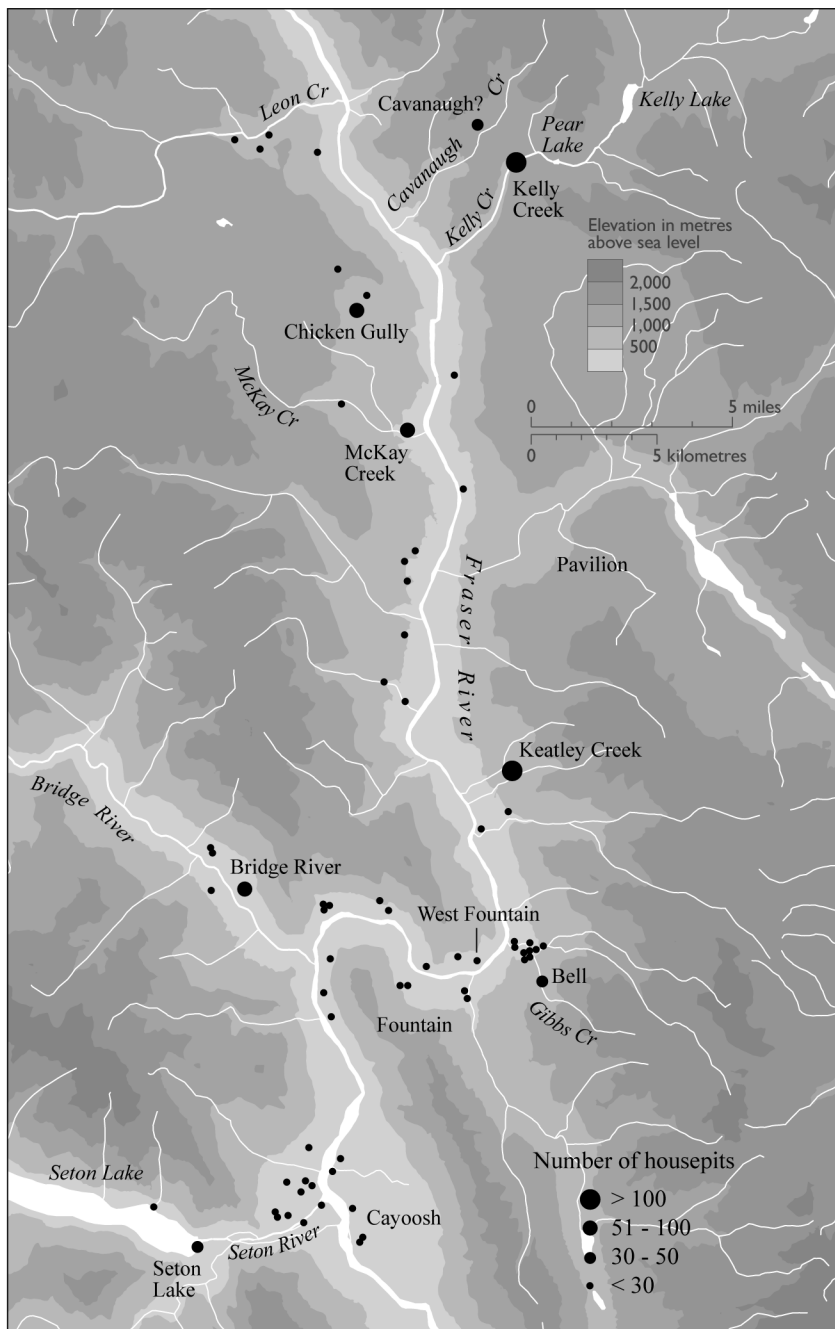 Leon Cr
Cavanaugh?
Cavanaugh Cr
Pear
Lake
Kelly Lake
Kelly
Creek
Kelly Cr
Elevation in metres
above sea level
2,000
1,500
1,000
500
Chicken Gully
McKay Cr
McKay
Creek
0
5 miles
0
5 kilometres
Pavilion
Fraser River
Keatley Creek
Bridge River
Bridge River
West Fountain
Bell
Fountain
Gibbs Cr
Seton Lake
Number of housepits
> 100
51 - 100
30 - 50
< 30
Cayoosh
Seton River
Seton
Lake